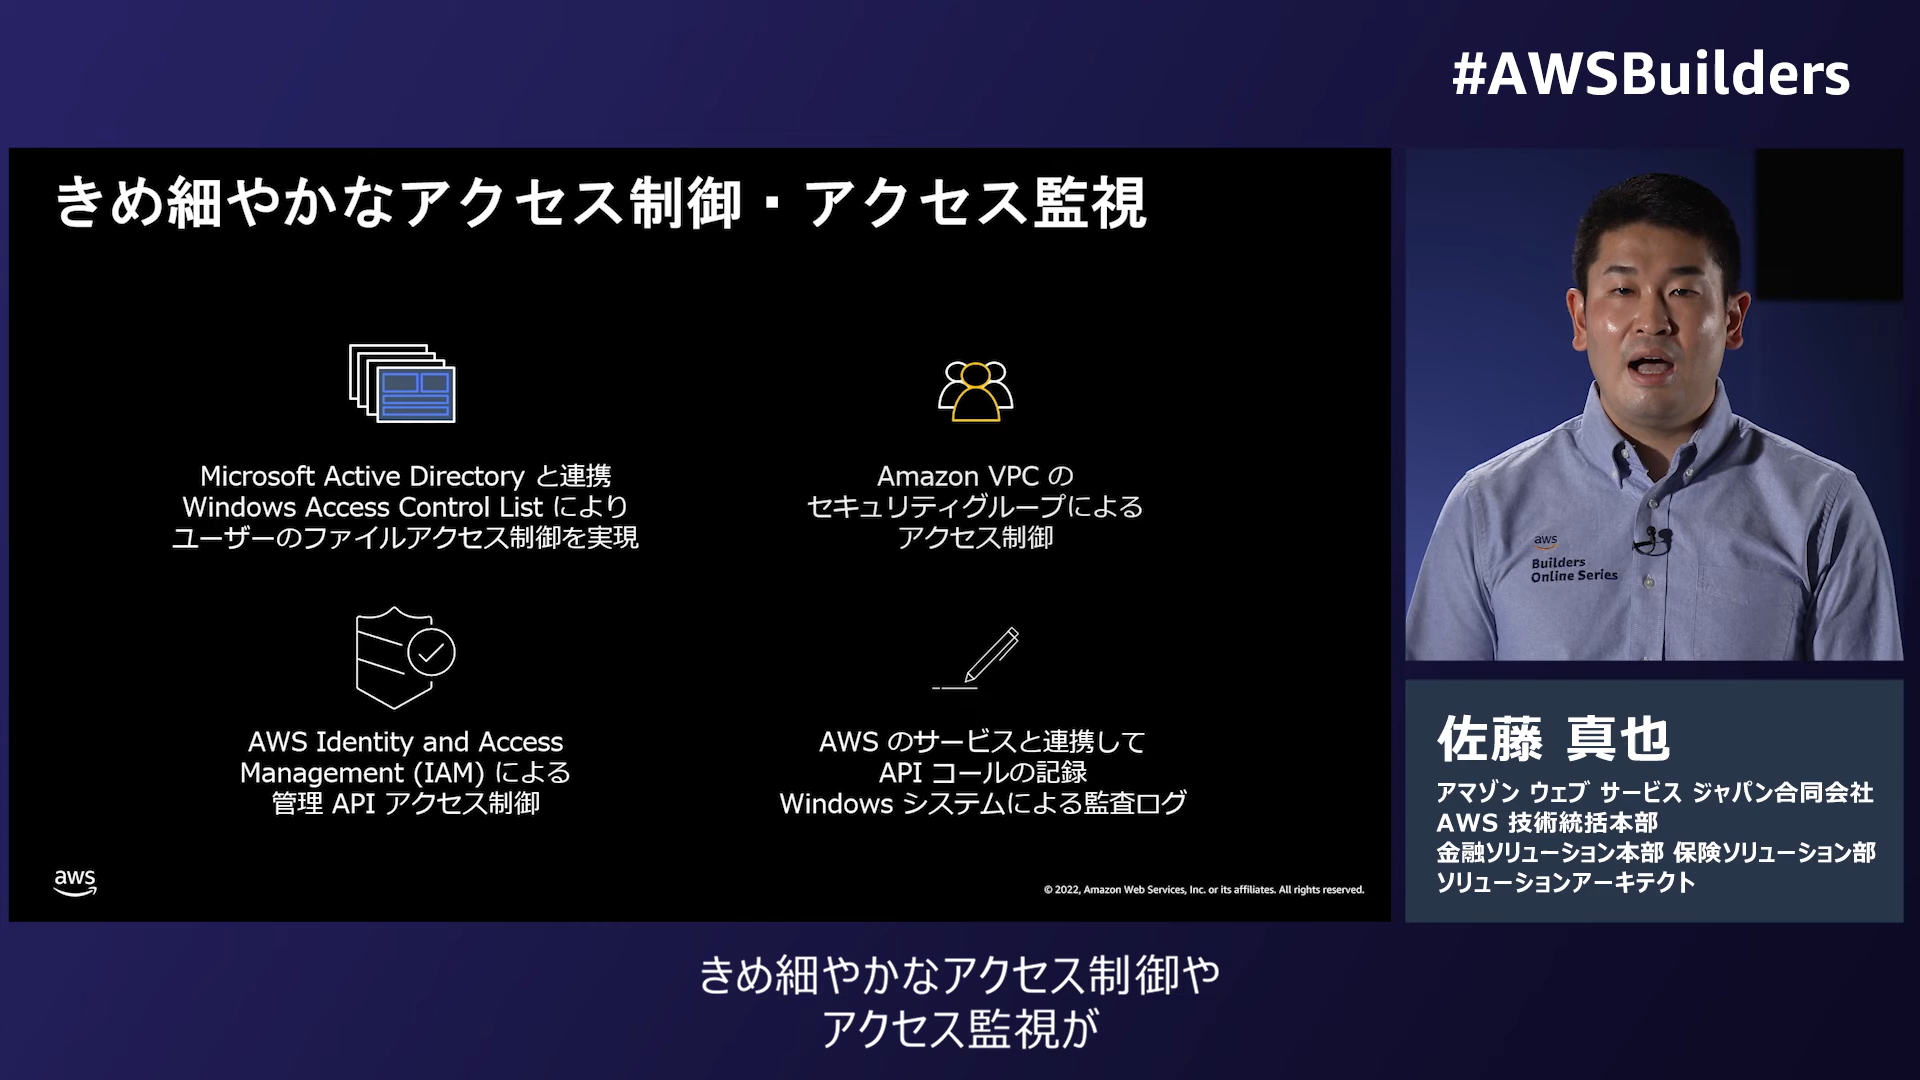 #AWSBuilders
きめ細やかなアクセス制御・アクセス監視
Microsoft Active Directory と連携
Windows Access Control List により
ユーザーのファイルアクセス制御を実現
Amazon VPC の
セキュリティグループによる
アクセス制御
AWS Identity and Access
Management (IAM) による
管理 API アクセス制御
AWS のサービスと連携して
API コールの記録
Windows システムによる監査ログ
aws
© 2022, Amazon Web Services, Inc. or its affiliates. All rights reserved.
aws
Builders
Online Series
佐藤 真也
アマゾン ウェブ サービス ジャパン合同会社
AWS 技術統括本部
金融ソリューション本部 保険ソリューション部
ソリューションアーキテクト
きめ細やかなアクセス制御や
アクセス監視が